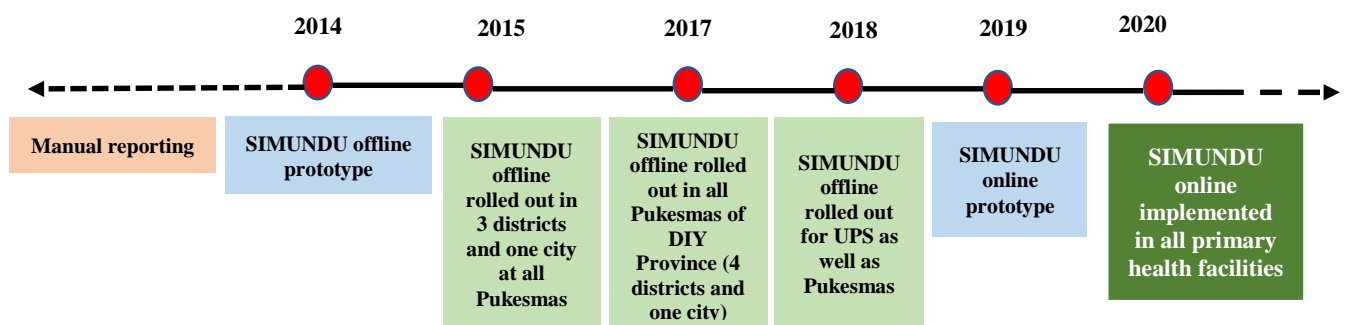 2014
2015
2017
2018
2019
2020
Manual reporting
SIMUNDU offline
prototype
SIMUNDU
offline
rolled out in
3 districts
and one city
at all
Pukesmas
SIMUNDU
offline rolled
out in all
Pukesmas of
DIY
Province (4
districts and
one city)
SIMUNDU
offline
rolled out
for UPS as
well as
Pukesmas
SIMUNDU
online
prototype
SIMUNDU
online
implemented
in all primary
health facilities